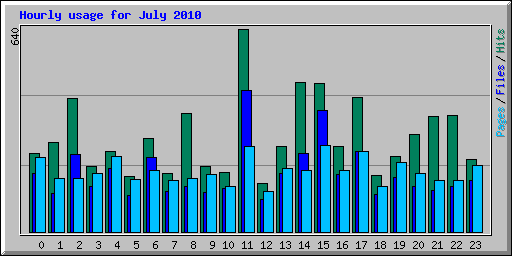 Hourly usage for July 2010
640
Pages / Files / Hits
0 1 2 3 4 5 6 7 8 9 10 11 12 13 14 15 16 17 18 19 20 21 22 23